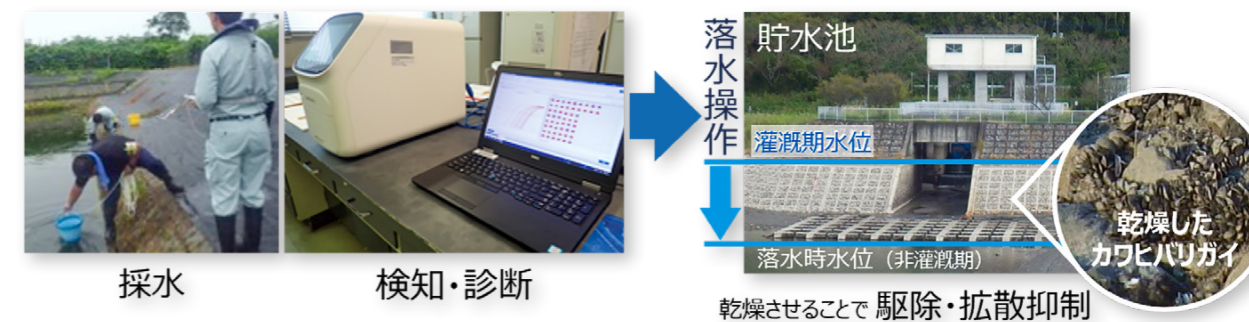 採水
検知・診断
落水操作
貯水池
灌漑期水位
落水時水位（非灌漑期）
乾燥した
カワヒバリガイ
乾燥させることで 駆除・拡散抑制